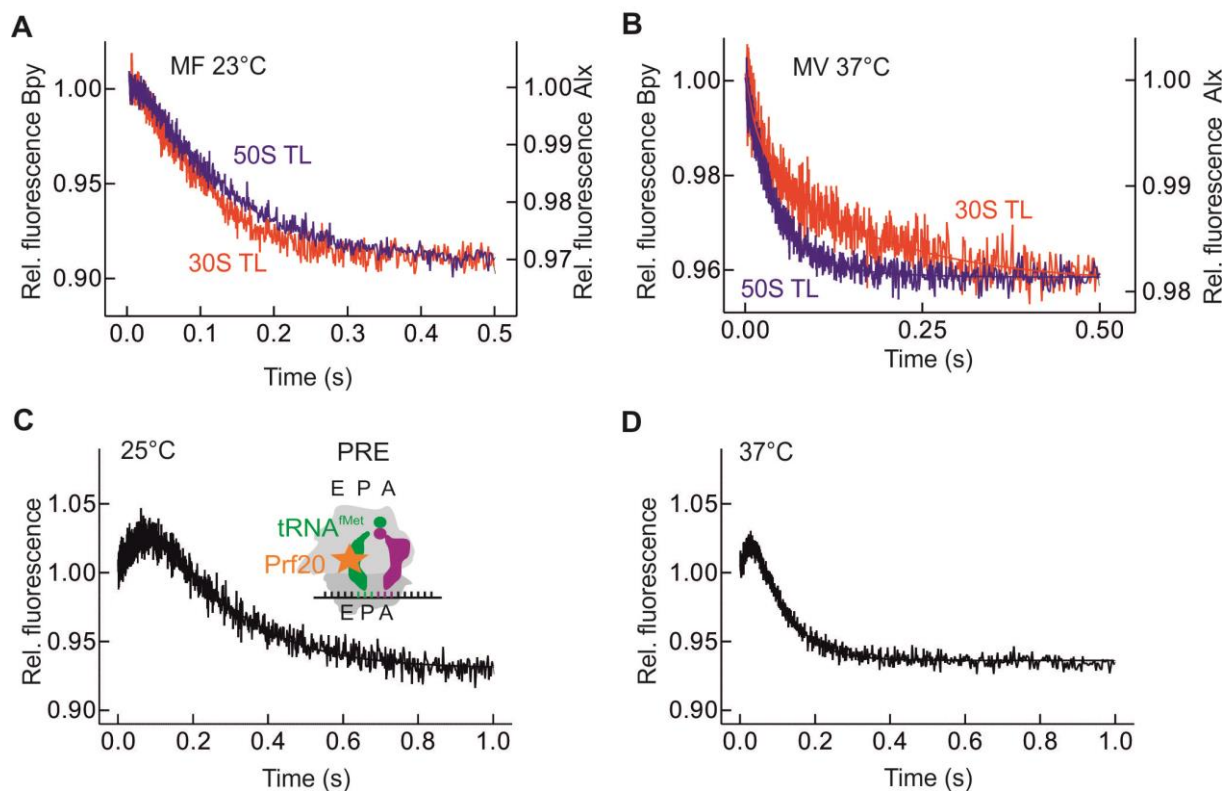 A
MF 23°C
Rel. fluorescence Bpy
1.00
0.95
0.90
50S TL
30S TL
1.00
0.99
0.98
0.97
Rel. fluorescence Alx
0.0 0.1 0.2 0.3 0.4 0.5
Time (s)
B
MV 37°C
Rel. fluorescence Bpy
1.00
0.98
0.96
30S TL
50S TL
1.00
0.99
0.98
Rel. fluorescence Alx
0.00 0.25 0.50
Time (s)
C
25°C
PRE
E P A
tRNAfMet
Prf20
E P A
Rel. fluorescence
1.05
1.00
0.95
0.90
0.0 0.2 0.4 0.6 0.8 1.0
Time (s)
D
37°C
Rel. fluorescence
1.05
1.00
0.95
0.90
0.0 0.2 0.4 0.6 0.8 1.0
Time (s)